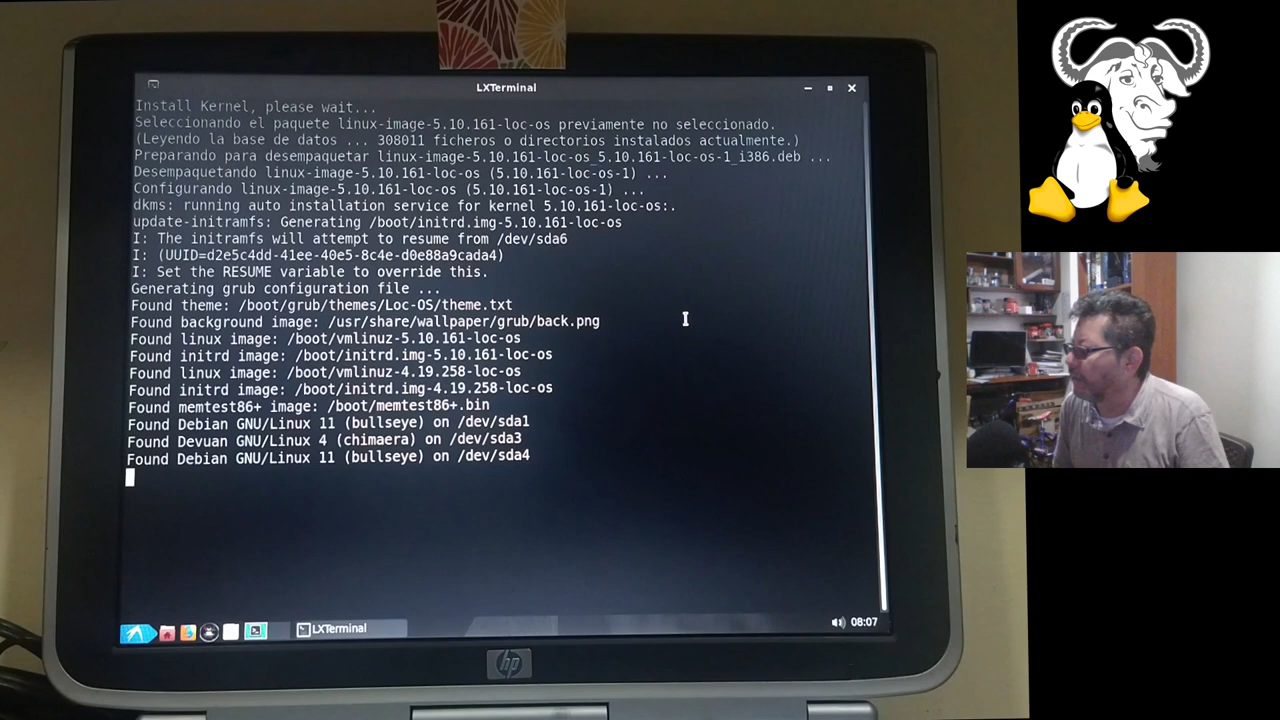 LXTerminal
Install Kernel, please wait...
Seleccionando el paquete linux-image-5.10.161-loc-os previamente no seleccionado.
(Leyendo la base de datos ... 308011 ficheros o directorios instalados actualmente.)
Preparando para desempaquetar linux-image-5.10.161-loc-os_5.10.161-loc-os-1_i386.deb ...
Desempaquetando linux-image-5.10.161-loc-os (5.10.161-loc-os-1) ...
Configurando linux-image-5.10.161-loc-os (5.10.161-loc-os-1) ...
dkms: running auto installation service for kernel 5.10.161-loc-os:.
update-initramfs: Generating /boot/initrd.img-5.10.161-loc-os
I: The initramfs will attempt to resume from /dev/sda6
I: (UUID=d2e5c4dd-41ee-40e5-8c4e-d0e88a9cada4)
I: Set the RESUME variable to override this.
Generating grub configuration file ...
Found theme: /boot/grub/themes/Loc-OS/theme.txt
Found background image: /usr/share/wallpaper/grub/back.png
Found linux image: /boot/vmlinuz-5.10.161-loc-os
Found initrd image: /boot/initrd.img-5.10.161-loc-os
Found linux image: /boot/vmlinuz-4.19.258-loc-os
Found initrd image: /boot/initrd.img-4.19.258-loc-os
Found memtest86+ image: /boot/memtest86+.bin
Found Debian GNU/Linux 11 (bullseye) on /dev/sda1
Found Devuan GNU/Linux 4 (chimaera) on /dev/sda3
Found Debian GNU/Linux 11 (bullseye) on /dev/sda4
LXTerminal
08:07
hp